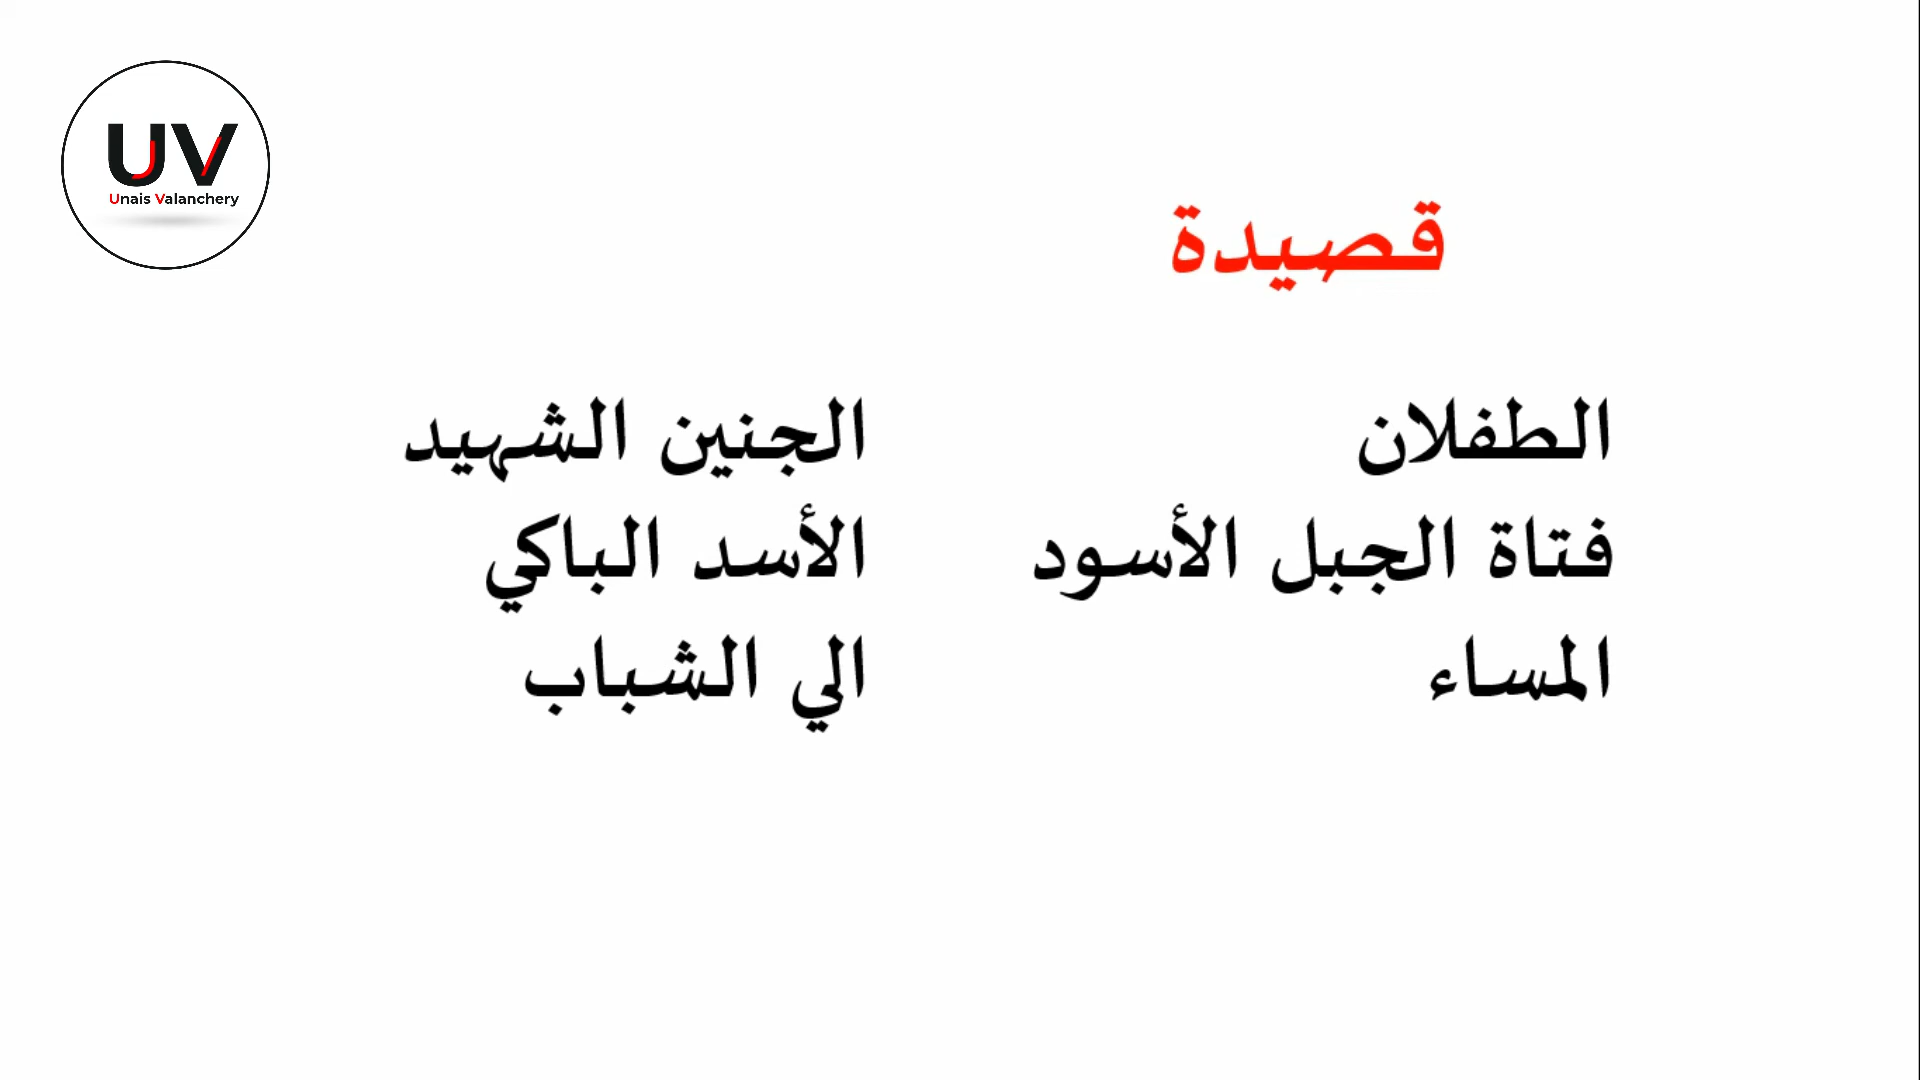 UV
Unais Valanchery
قصيدة
الطفلان
فتاة الجبل الأسود
المساء
الجنين الشهيد
الأسد الباكي
الي الشباب